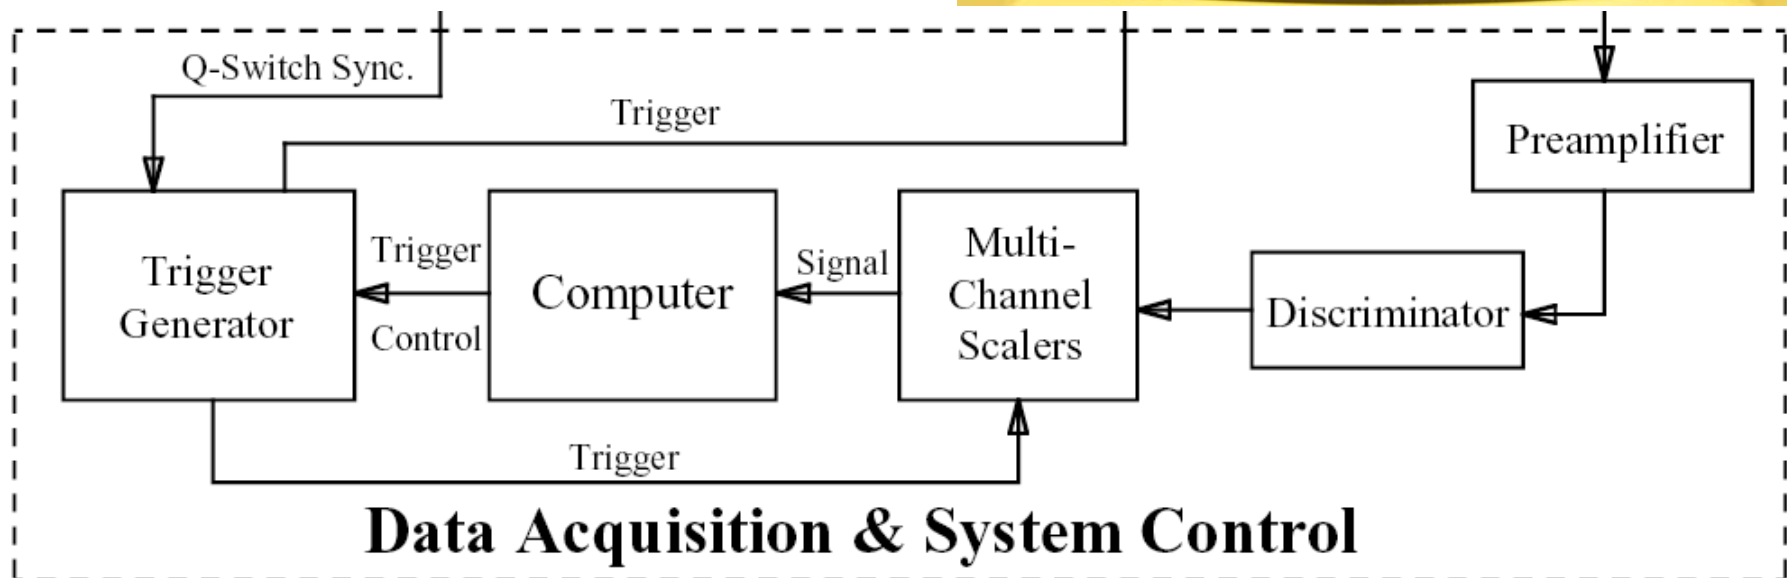 Q-Switch Sync.
Trigger
Preamplifier
Trigger
Generator
Trigger
Control
Computer
Signal
Multi-
Channel
Scalers
Discriminator
Trigger
Data Acquisition & System Control